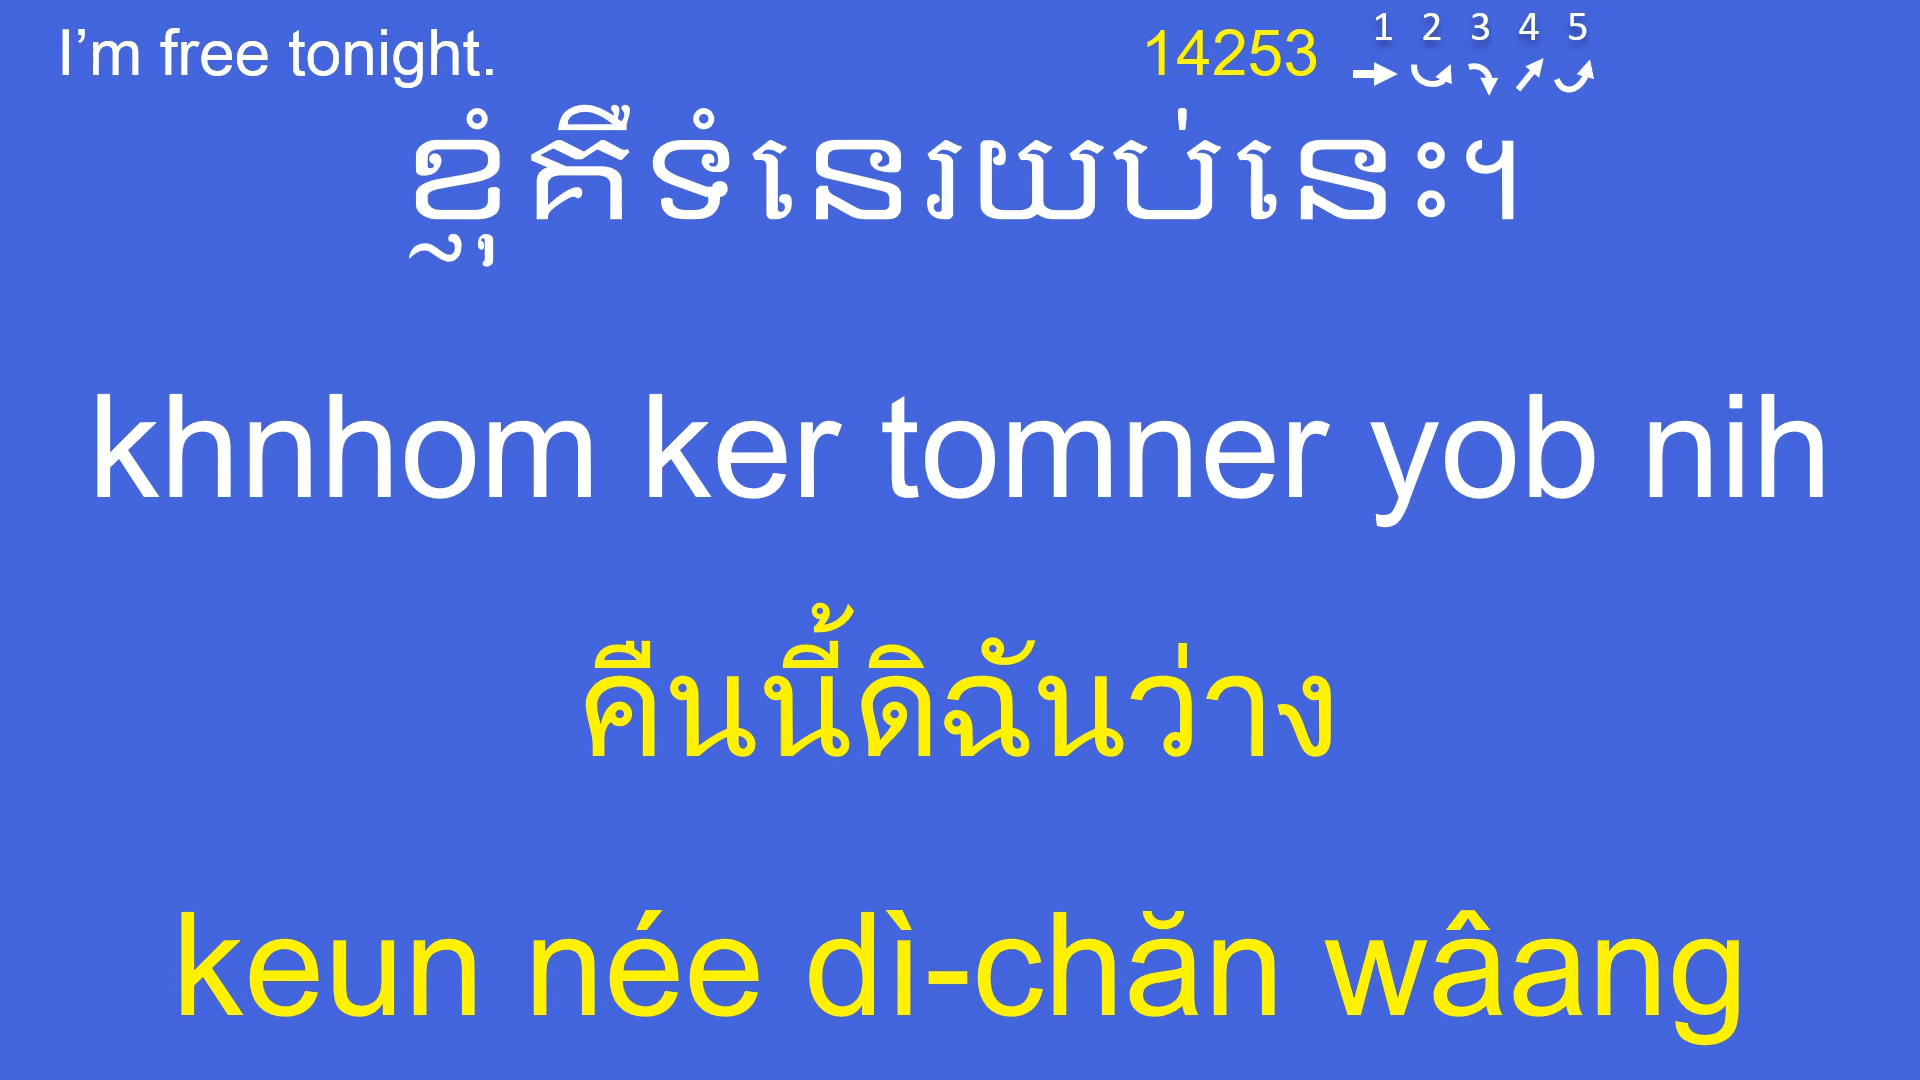 I’m free tonight.
14253
1 2 3 4 5
ខ្ញុំគឺទំនេរយប់នេះ។
khnhom ker tomner yob nih
คืนนี้ดิฉันว่าง
keun née dì-chăn wâang